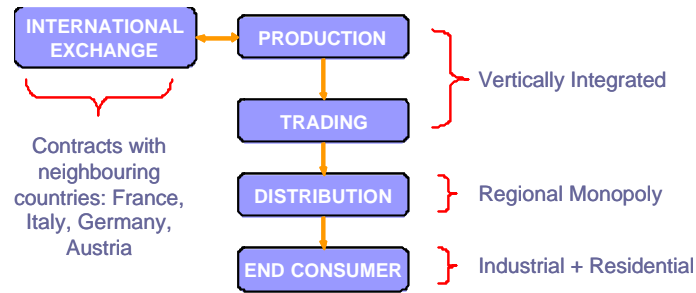 INTERNATIONAL
EXCHANGE
PRODUCTION
Vertically Integrated
TRADING
Contracts with
neighbouring
countries: France,
Italy, Germany,
Austria
DISTRIBUTION
Regional Monopoly
END CONSUMER
Industrial + Residential